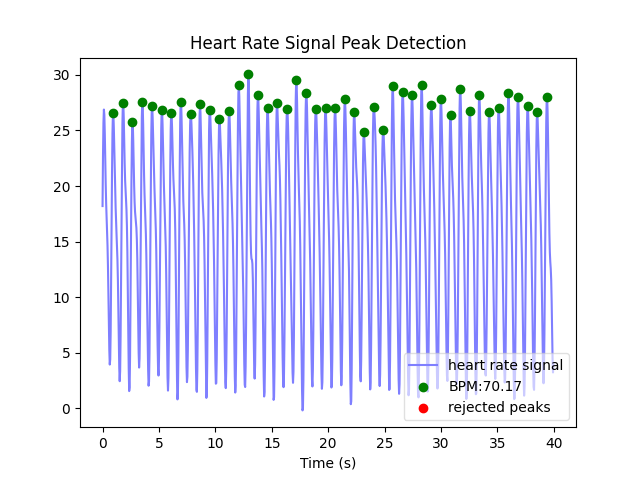 Heart Rate Signal Peak Detection
30
25
20
15
10
5
0
heart rate signal
BPM:70.17
rejected peaks
0 5 10 15 20 25 30 35 40
Time (s)